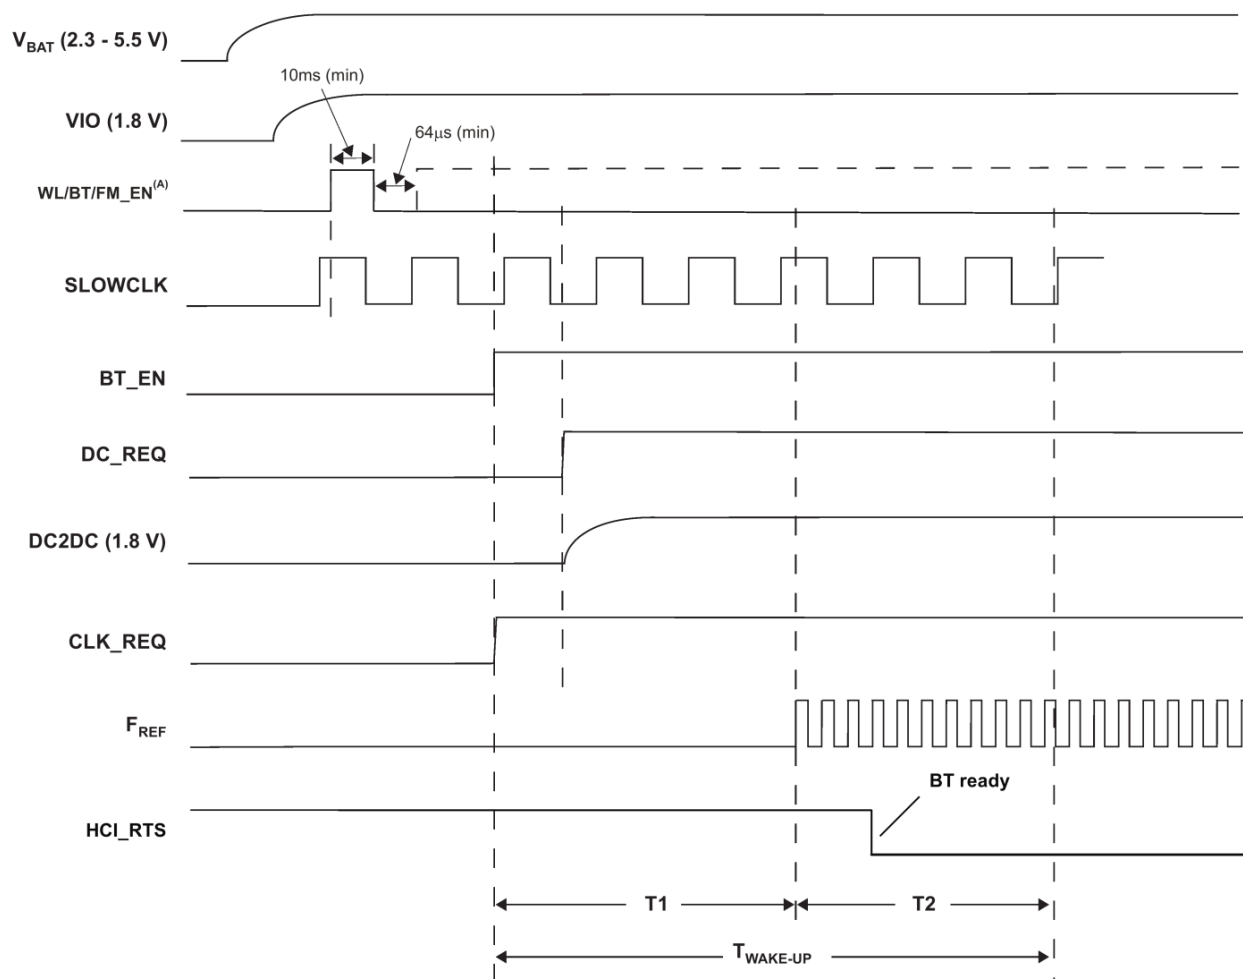 V_BAT (2.3 - 5.5 V)
10ms (min)
VIO (1.8 V)
64μs (min)
WL/BT/FM_EN(A)
SLOWCLK
BT_EN
DC_REQ
DC2DC (1.8 V)
CLK_REQ
F_REF
BT ready
HCI_RTS
T1
T2
T_WAKE-UP